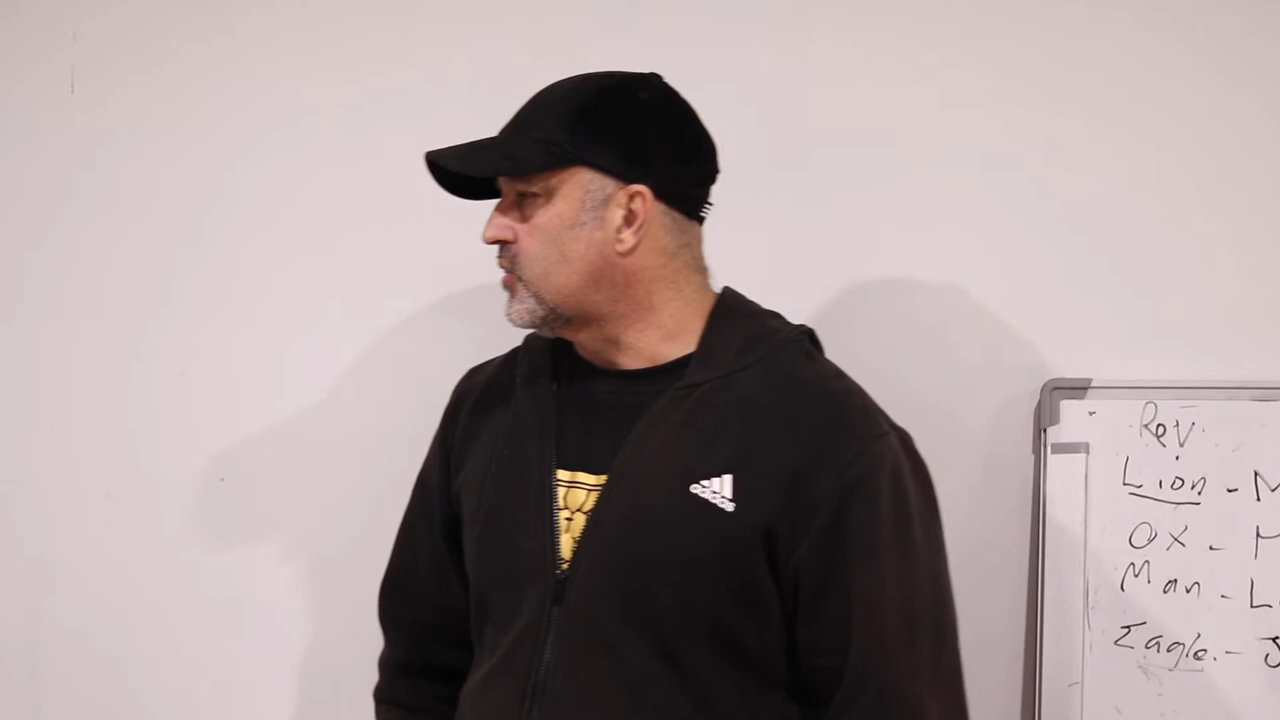 adidas
Rev.
Lion - M
OX - M
Man - L
Eagle. - J